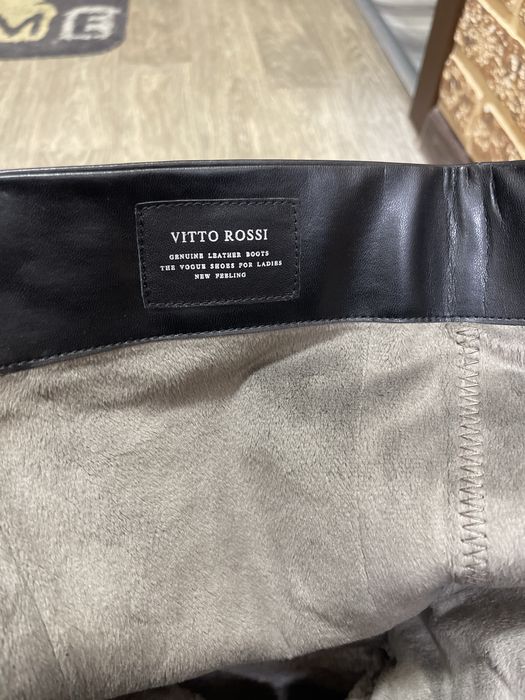 VITTO ROSSI
GENUINE LEATHER BOOTS
THE VOGUE SHOES FOR LADIES
NEW FEELING